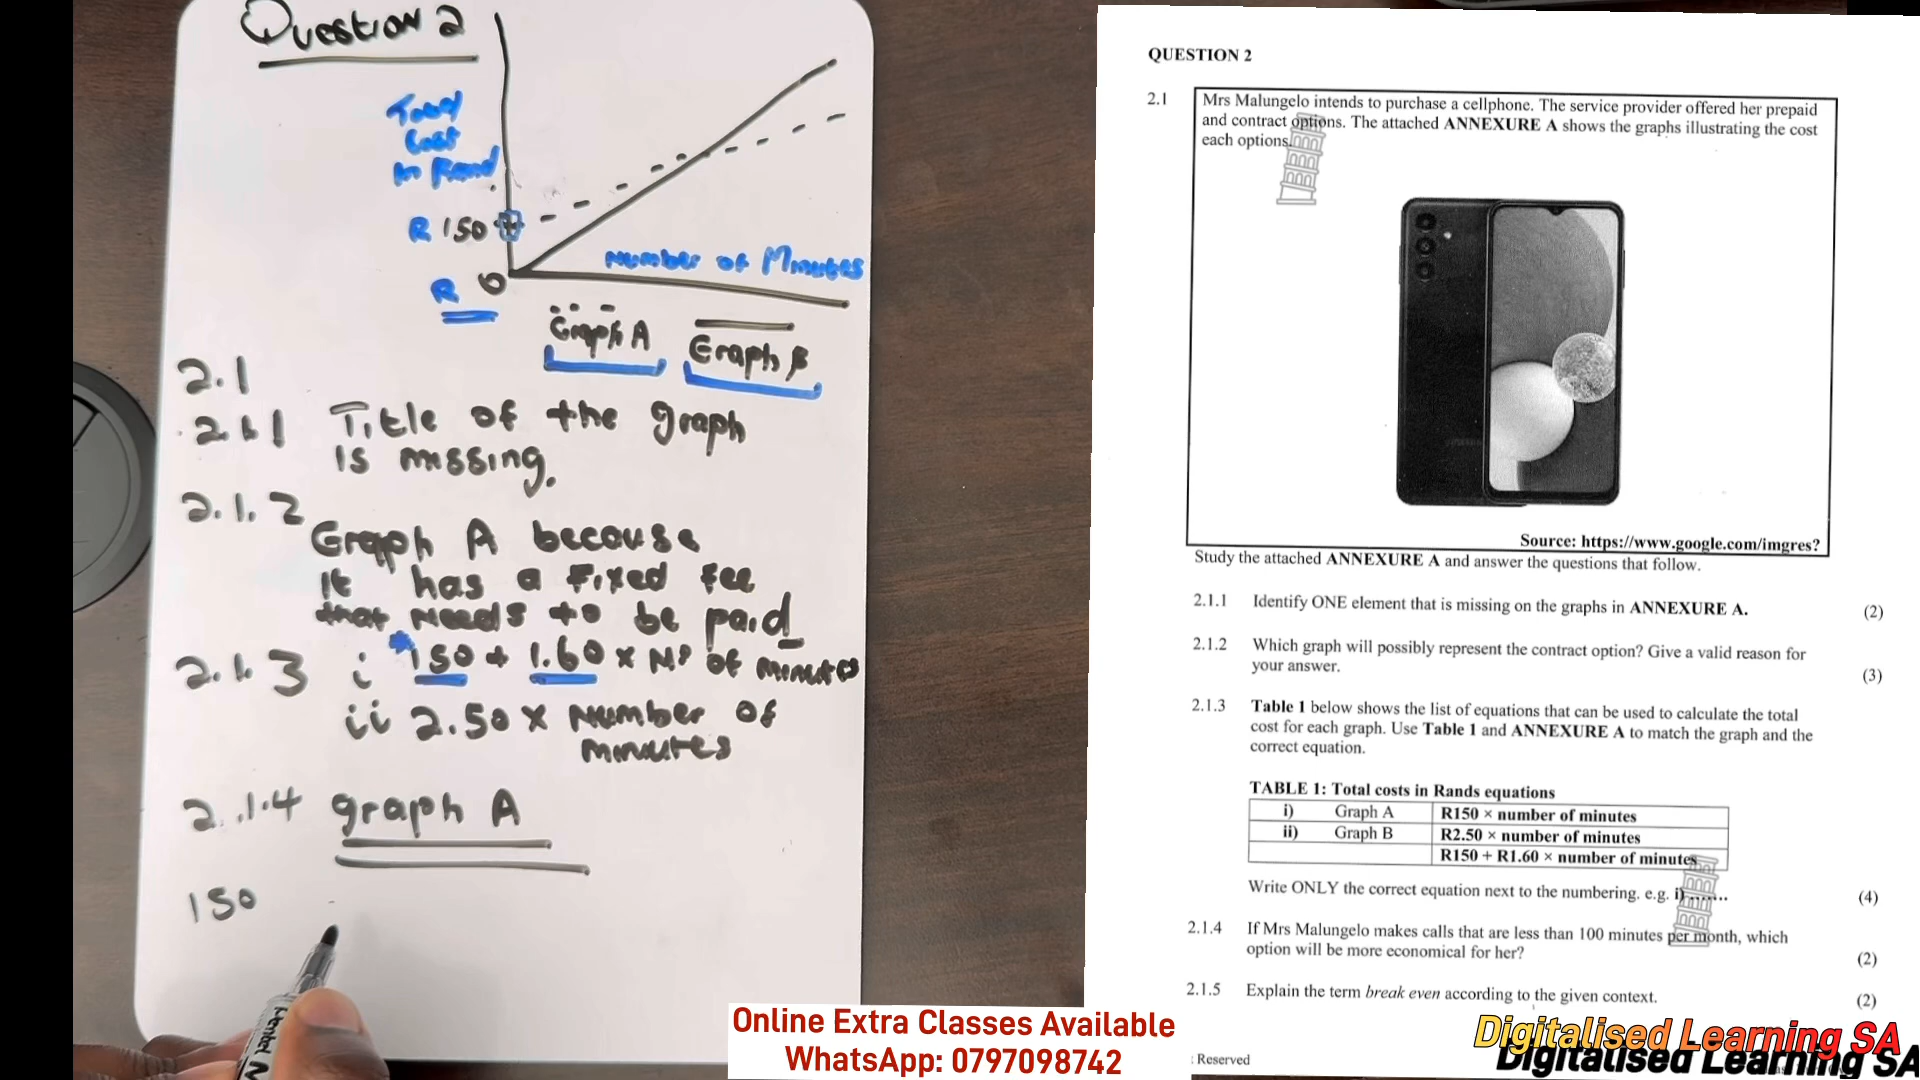 Question 2
Total
Cost
in Rand
R 150
Number of Minutes
R 0
Graph A
Graph B
2.1
2.1.1 Title of the graph
is missing.
2.1.2
Graph A because
it has a fixed fee
that needs to be paid
2.1.3 i 150 + 1.60 × Nº of minutes
ii 2.50 × Number of
minutes
2.1.4 graph A
150
QUESTION 2
2.1 Mrs Malungelo intends to purchase a cellphone. The service provider offered her prepaid
and contract options. The attached ANNEXURE A shows the graphs illustrating the cost
each options.
Source: https://www.google.com/imgres?
Study the attached ANNEXURE A and answer the questions that follow.
2.1.1 Identify ONE element that is missing on the graphs in ANNEXURE A. (2)
2.1.2 Which graph will possibly represent the contract option? Give a valid reason for
your answer. (3)
2.1.3 Table 1 below shows the list of equations that can be used to calculate the total
cost for each graph. Use Table 1 and ANNEXURE A to match the graph and the
correct equation.
TABLE 1: Total costs in Rands equations
i) Graph A R150 × number of minutes
ii) Graph B R2.50 × number of minutes
R150 + R1.60 × number of minutes
Write ONLY the correct equation next to the numbering. e.g. i)........ (4)
2.1.4 If Mrs Malungelo makes calls that are less than 100 minutes per month, which
option will be more economical for her? (2)
2.1.5 Explain the term break even according to the given context. (2)
: Reserved
Online Extra Classes Available
WhatsApp: 0797098742
Digitalised Learning SA
Digitalised Learning SA